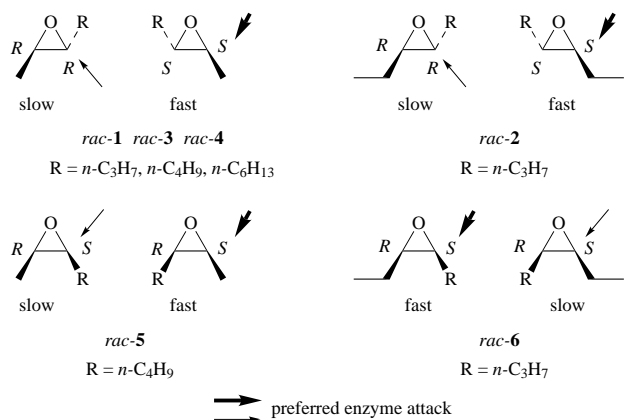 O R O R O R O R
R R S S R R S S
slow fast slow fast
rac-1 rac-3 rac-4 rac-2
R = n-C3H7, n-C4H9, n-C6H13 R = n-C3H7
O O O O
R S R S R S R S
R R R R
slow fast fast slow
rac-5 rac-6
R = n-C4H9 R = n-C3H7
preferred enzyme attack